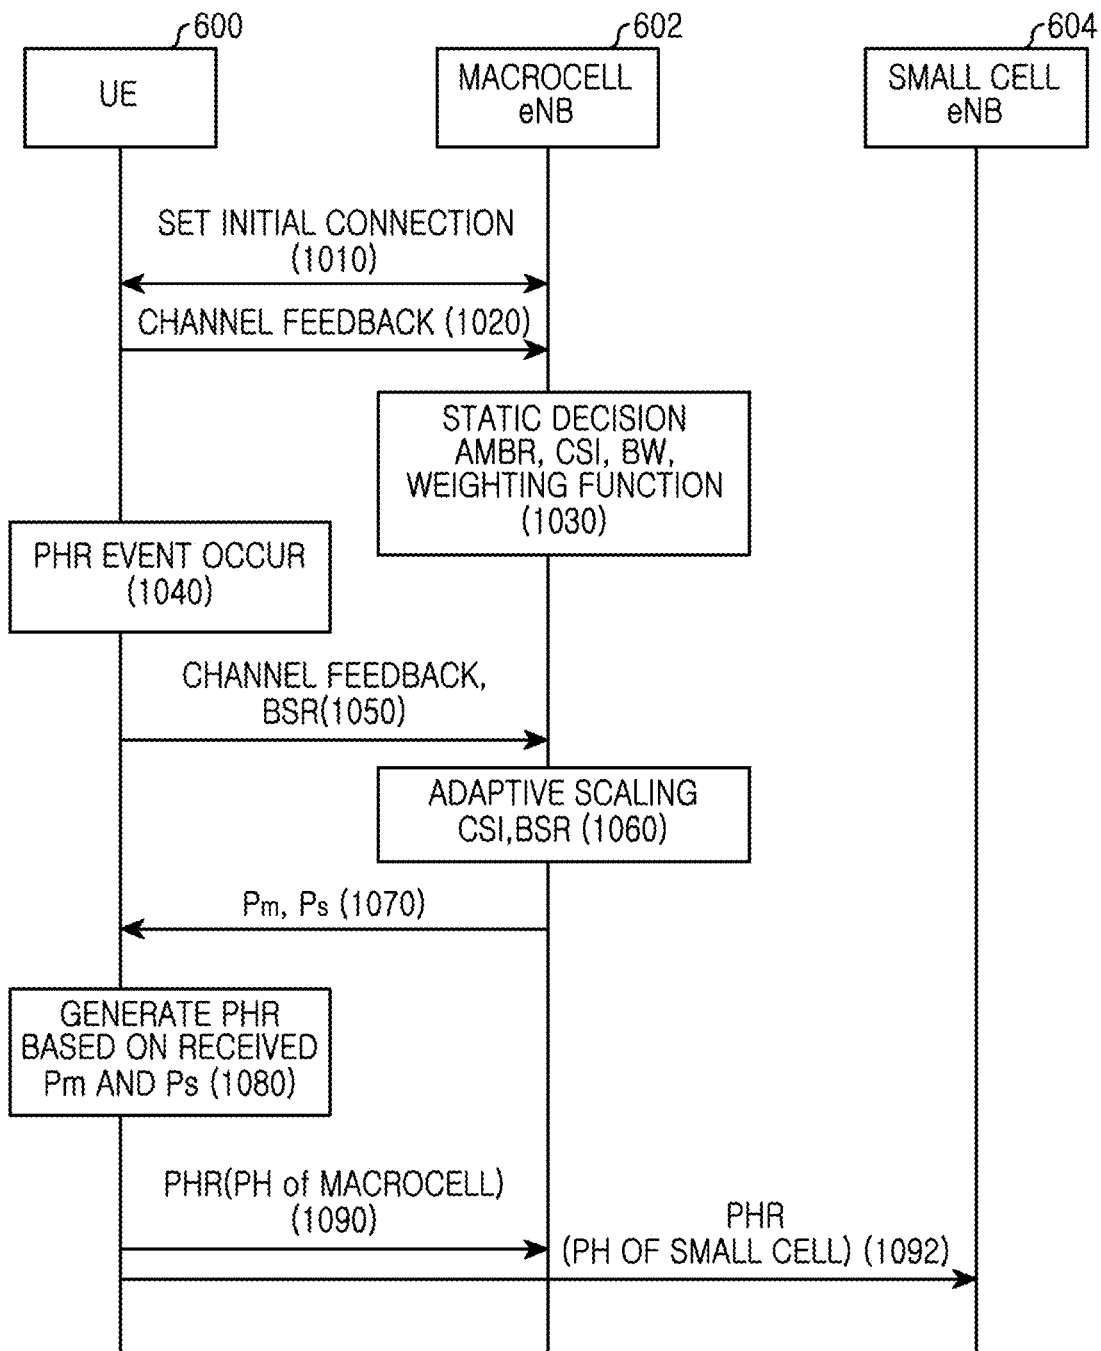 600
602
604
UE
MACROCELL
eNB
SMALL CELL
eNB
SET INITIAL CONNECTION
(1010)
CHANNEL FEEDBACK (1020)
STATIC DECISION
AMBR, CSI, BW,
WEIGHTING FUNCTION
(1030)
PHR EVENT OCCUR
(1040)
CHANNEL FEEDBACK,
BSR(1050)
ADAPTIVE SCALING
CSI,BSR (1060)
Pm, Ps (1070)
GENERATE PHR
BASED ON RECEIVED
Pm AND Ps (1080)
PHR(PH of MACROCELL)
(1090)
PHR
(PH OF SMALL CELL) (1092)